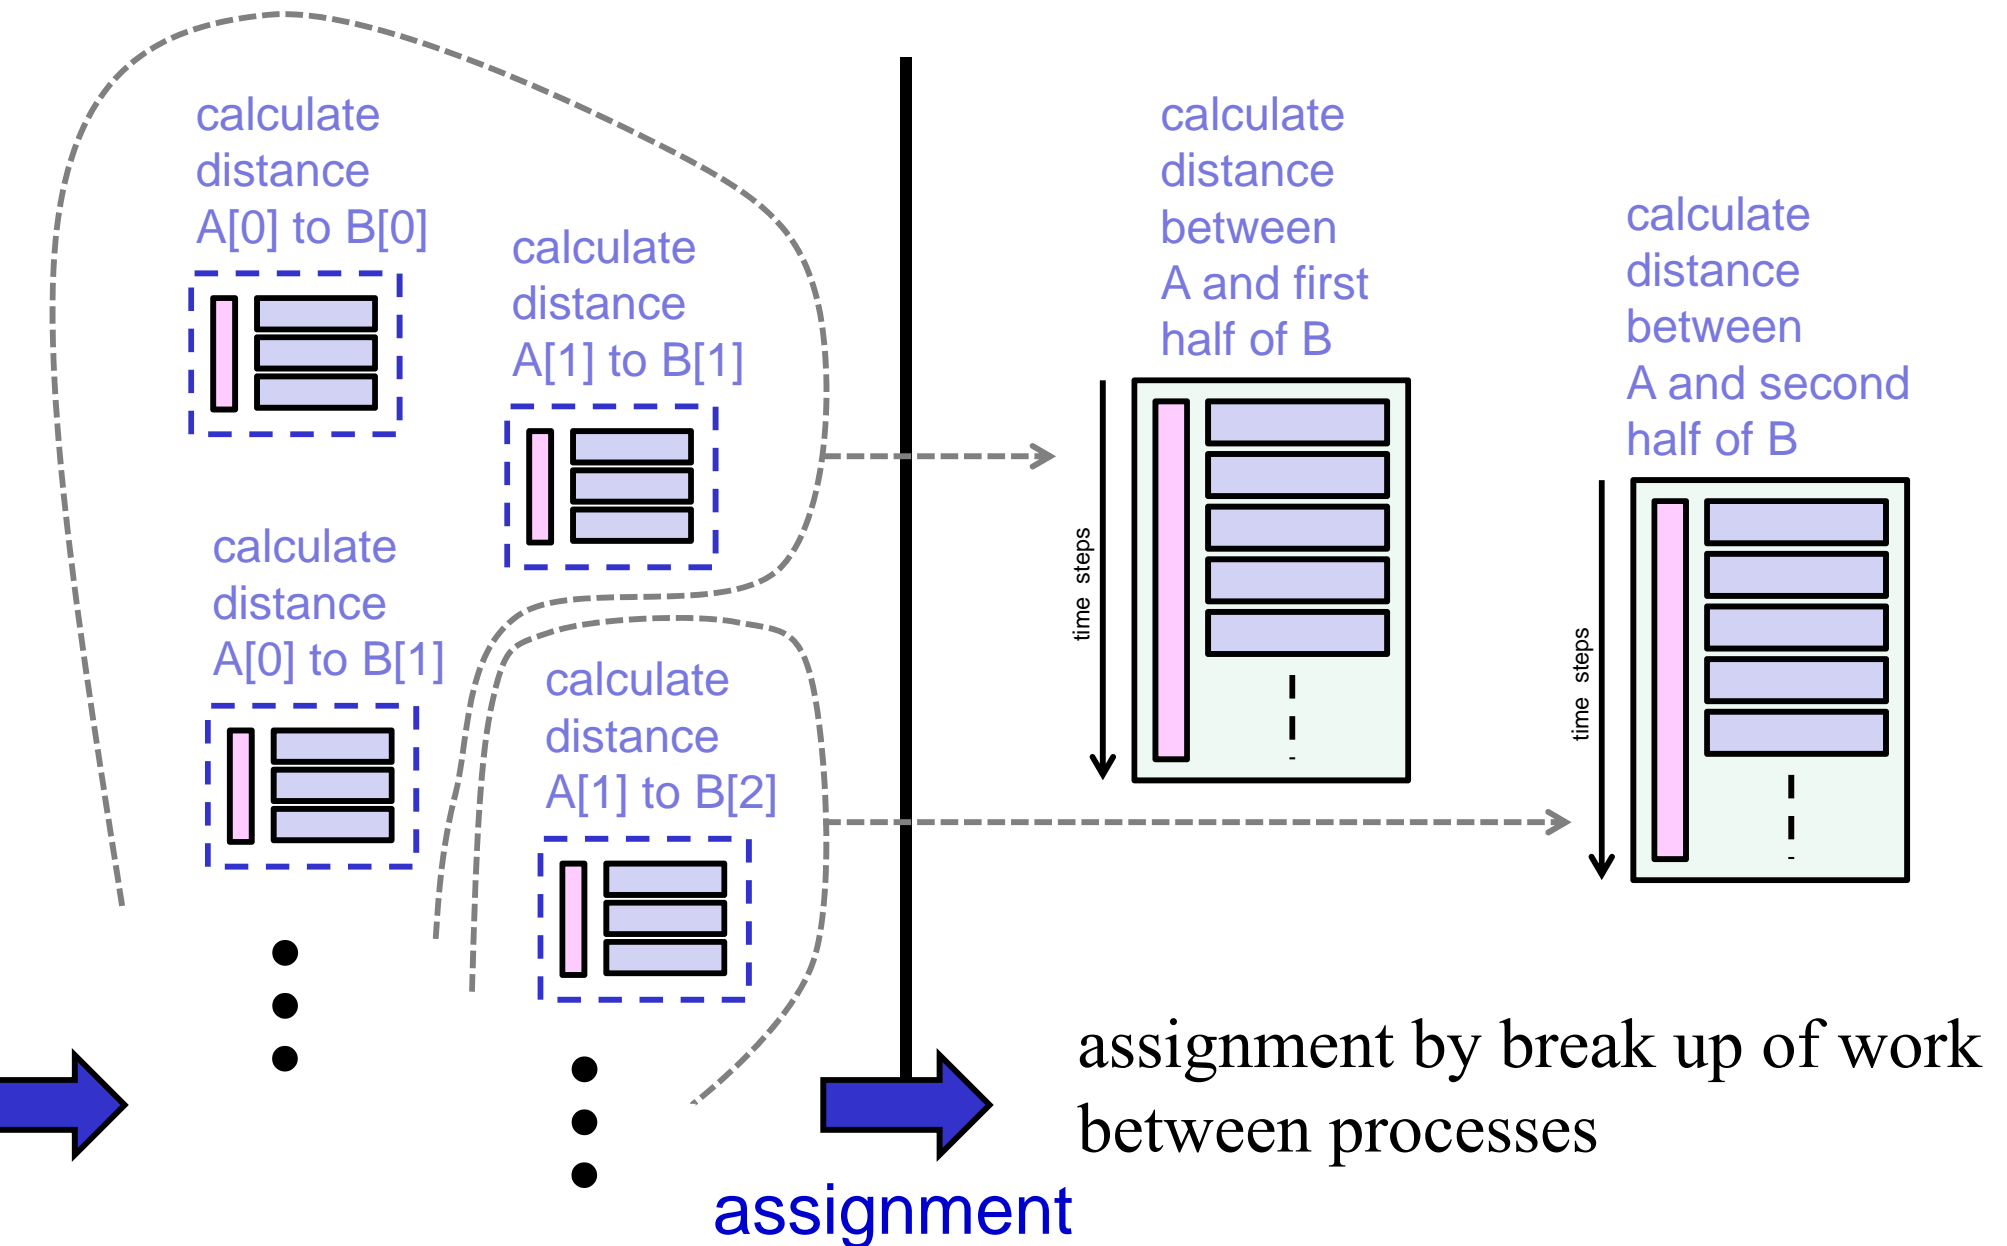 calculate
distance
A[0] to B[0]
calculate
distance
A[1] to B[1]
calculate
distance
A[0] to B[1]
calculate
distance
A[1] to B[2]
calculate
distance
between
A and first
half of B
time steps
calculate
distance
between
A and second
half of B
time steps
assignment by break up of work
between processes
assignment